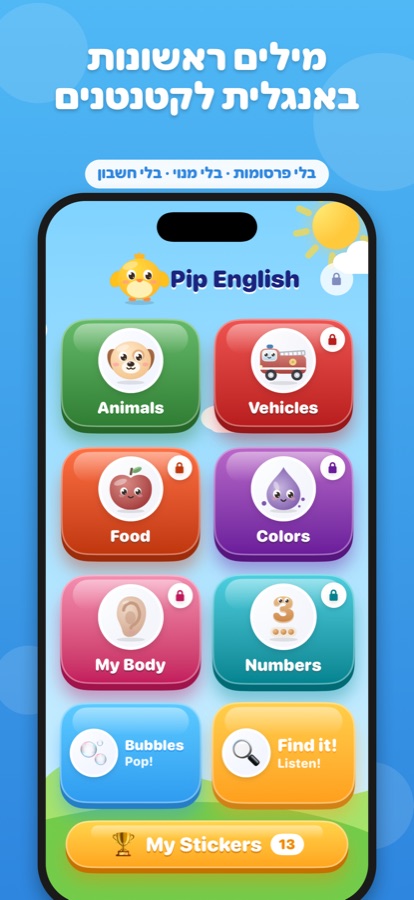 מילים ראשונות
באנגלית לקטנטנים
בלי פרסומות · בלי מנוי · בלי חשבון
Pip English
Animals
Vehicles
Food
Colors
My Body
3
Numbers
Bubbles
Pop!
Find it!
Listen!
My Stickers 13